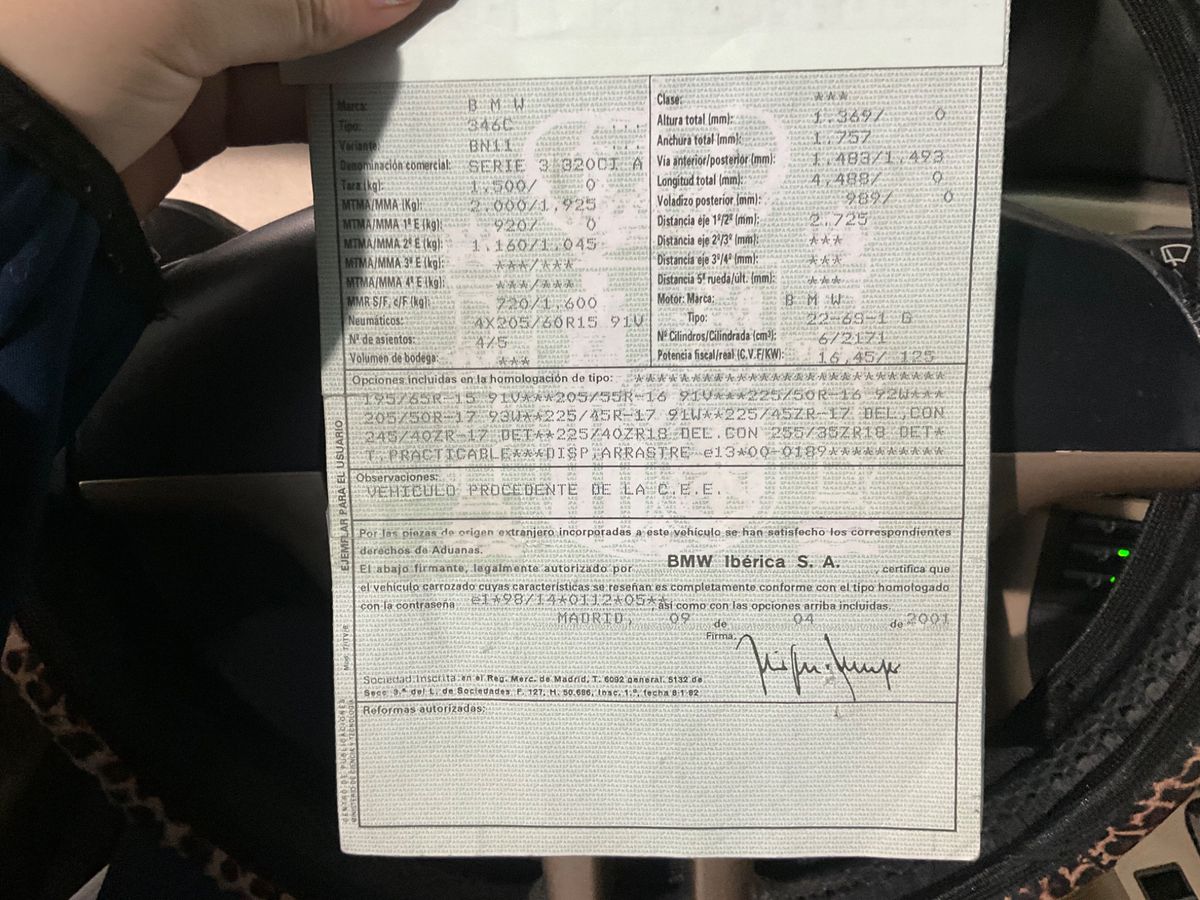 Marca: B M W
Tipo: 346C ...
Variante: BN11 ...
Denominación comercial: SERIE 3 320CI A
Tara (kg): 1.500/ 0
MTMA/MMA (Kg): 2.000/1.925
MTMA/MMA 1º E (kg): 920/ 0
MTMA/MMA 2º E (kg): 1.160/1.045
MTMA/MMA 3º E (kg): ***/***
MTMA/MMA 4º E (kg): ***/***
MMR S/F, c/F (kg): 720/1.600
Neumáticos: 4X205/60R15 91V
Nº de asientos: 4/5
Volumen de bodega: ***
Clase: ***
Altura total (mm): 1.369/ 0
Anchura total (mm): 1.757
Vía anterior/posterior (mm): 1.483/1.493
Longitud total (mm): 4.488/ 0
Voladizo posterior (mm): 989/ 0
Distancia eje 1º/2º (mm): 2.725
Distancia eje 2º/3º (mm): ***
Distancia eje 3º/4º (mm): ***
Distancia 5ª rueda/últ. (mm): ***
Motor: Marca: B M W
Tipo: 22-6S-1 G
Nº Cilindros/Cilindrada (cm³): 6/2171
Potencia fiscal/real (C.V.F/KW): 16,45/ 125
Opciones incluidas en la homologación de tipo: **************************
195/65R-15 91V***205/55R-16 91V***225/50R-16 92W***
205/50R-17 93W**225/45R-17 91W**225/45ZR-17 DEL.CON
245/40ZR-17 DET**225/40ZR18 DEL.CON 255/35ZR18 DET*
T.PRACTICABLE***DISP.ARRASTRE e13*00-0189**********
Observaciones:
VEHICULO PROCEDENTE DE LA C.E.E.
Por las piezas de origen extranjero incorporadas a este vehículo se han satisfecho los correspondientes
derechos de Aduanas.
El abajo firmante, legalmente autorizado por BMW Ibérica S. A. , certifica que
el vehículo carrozado cuyas características se reseñan es completamente conforme con el tipo homologado
con la contraseña e1*98/14*0112*05** , así como con las opciones arriba incluidas.
MADRID, 09 de 04 de 2001
Firma,
Sociedad Inscrita en el Reg. Merc. de Madrid, T. 6092 general. 5132 de
Secc. 3.ª del L. de Sociedades. F. 127, H. 50.686, Insc. 1.ª, fecha 8-1-82
Reformas autorizadas:
EJEMPLAR PARA EL USUARIO
CENTRO DE PUBLICACIONES
MINISTERIO DE CIENCIA Y TECNOLOGIA